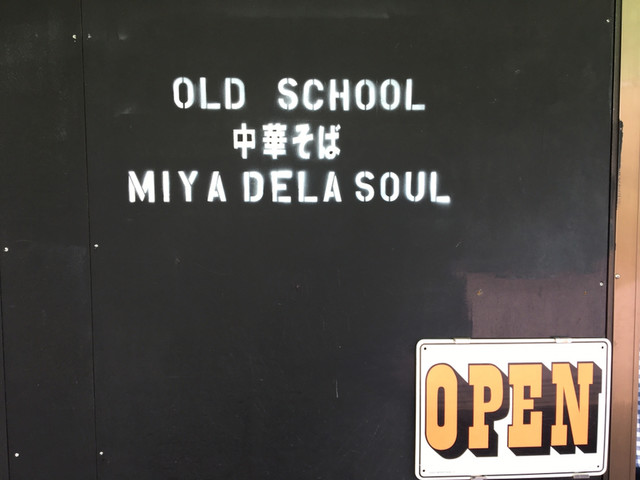 OLD SCHOOL
中華そば
MIYA DELA SOUL
OPEN